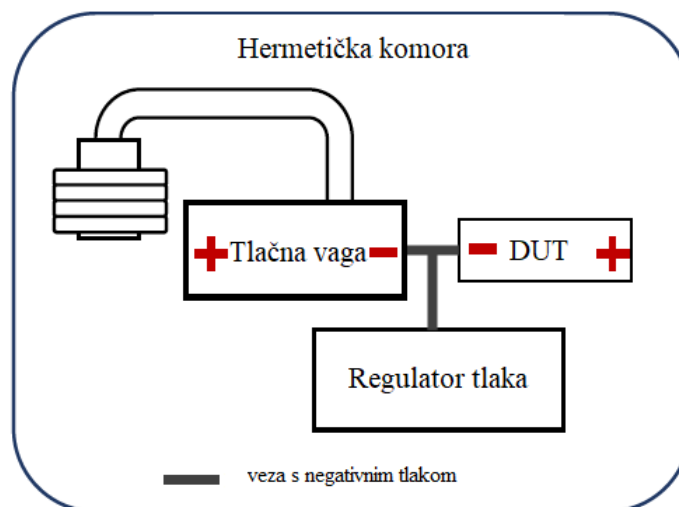 Hermetička komora
+ Tlačna vaga -
- DUT +
Regulator tlaka
veza s negativnim tlakom